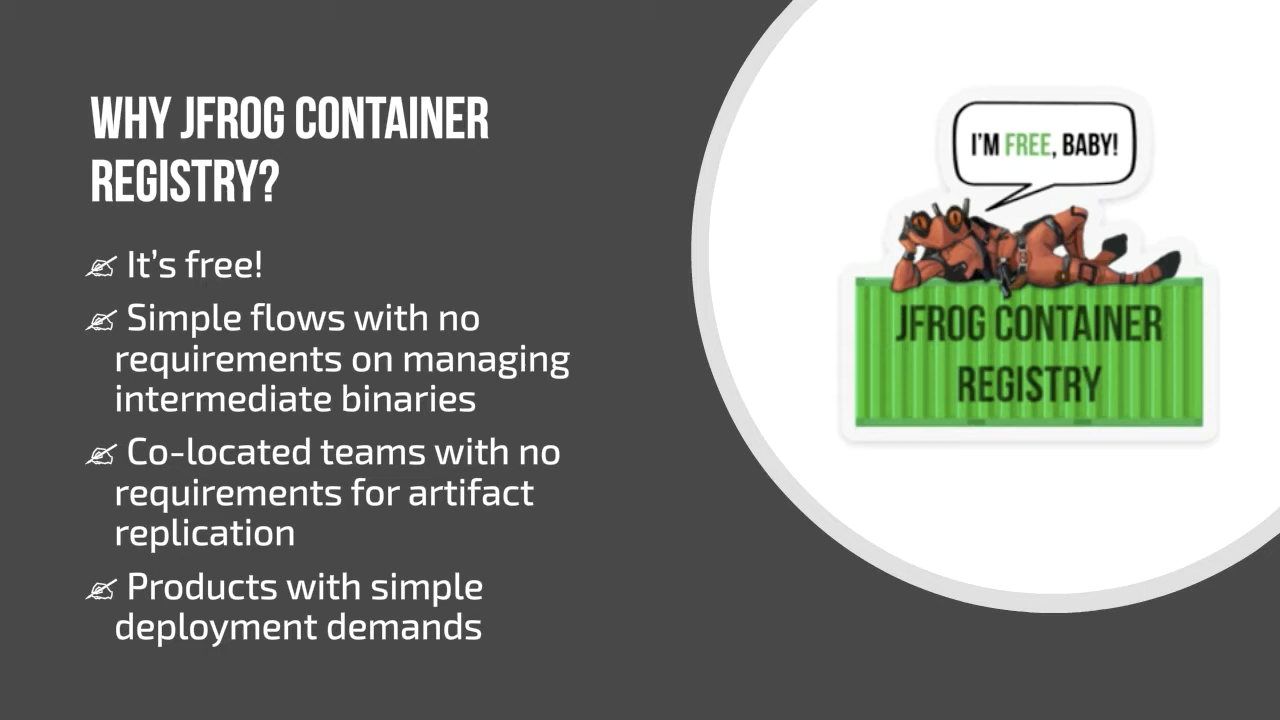 WHY JFROG CONTAINER
REGISTRY?
It's free!
Simple flows with no
requirements on managing
intermediate binaries
Co-located teams with no
requirements for artifact
replication
Products with simple
deployment demands
I'M FREE, BABY!
JFROG CONTAINER
REGISTRY